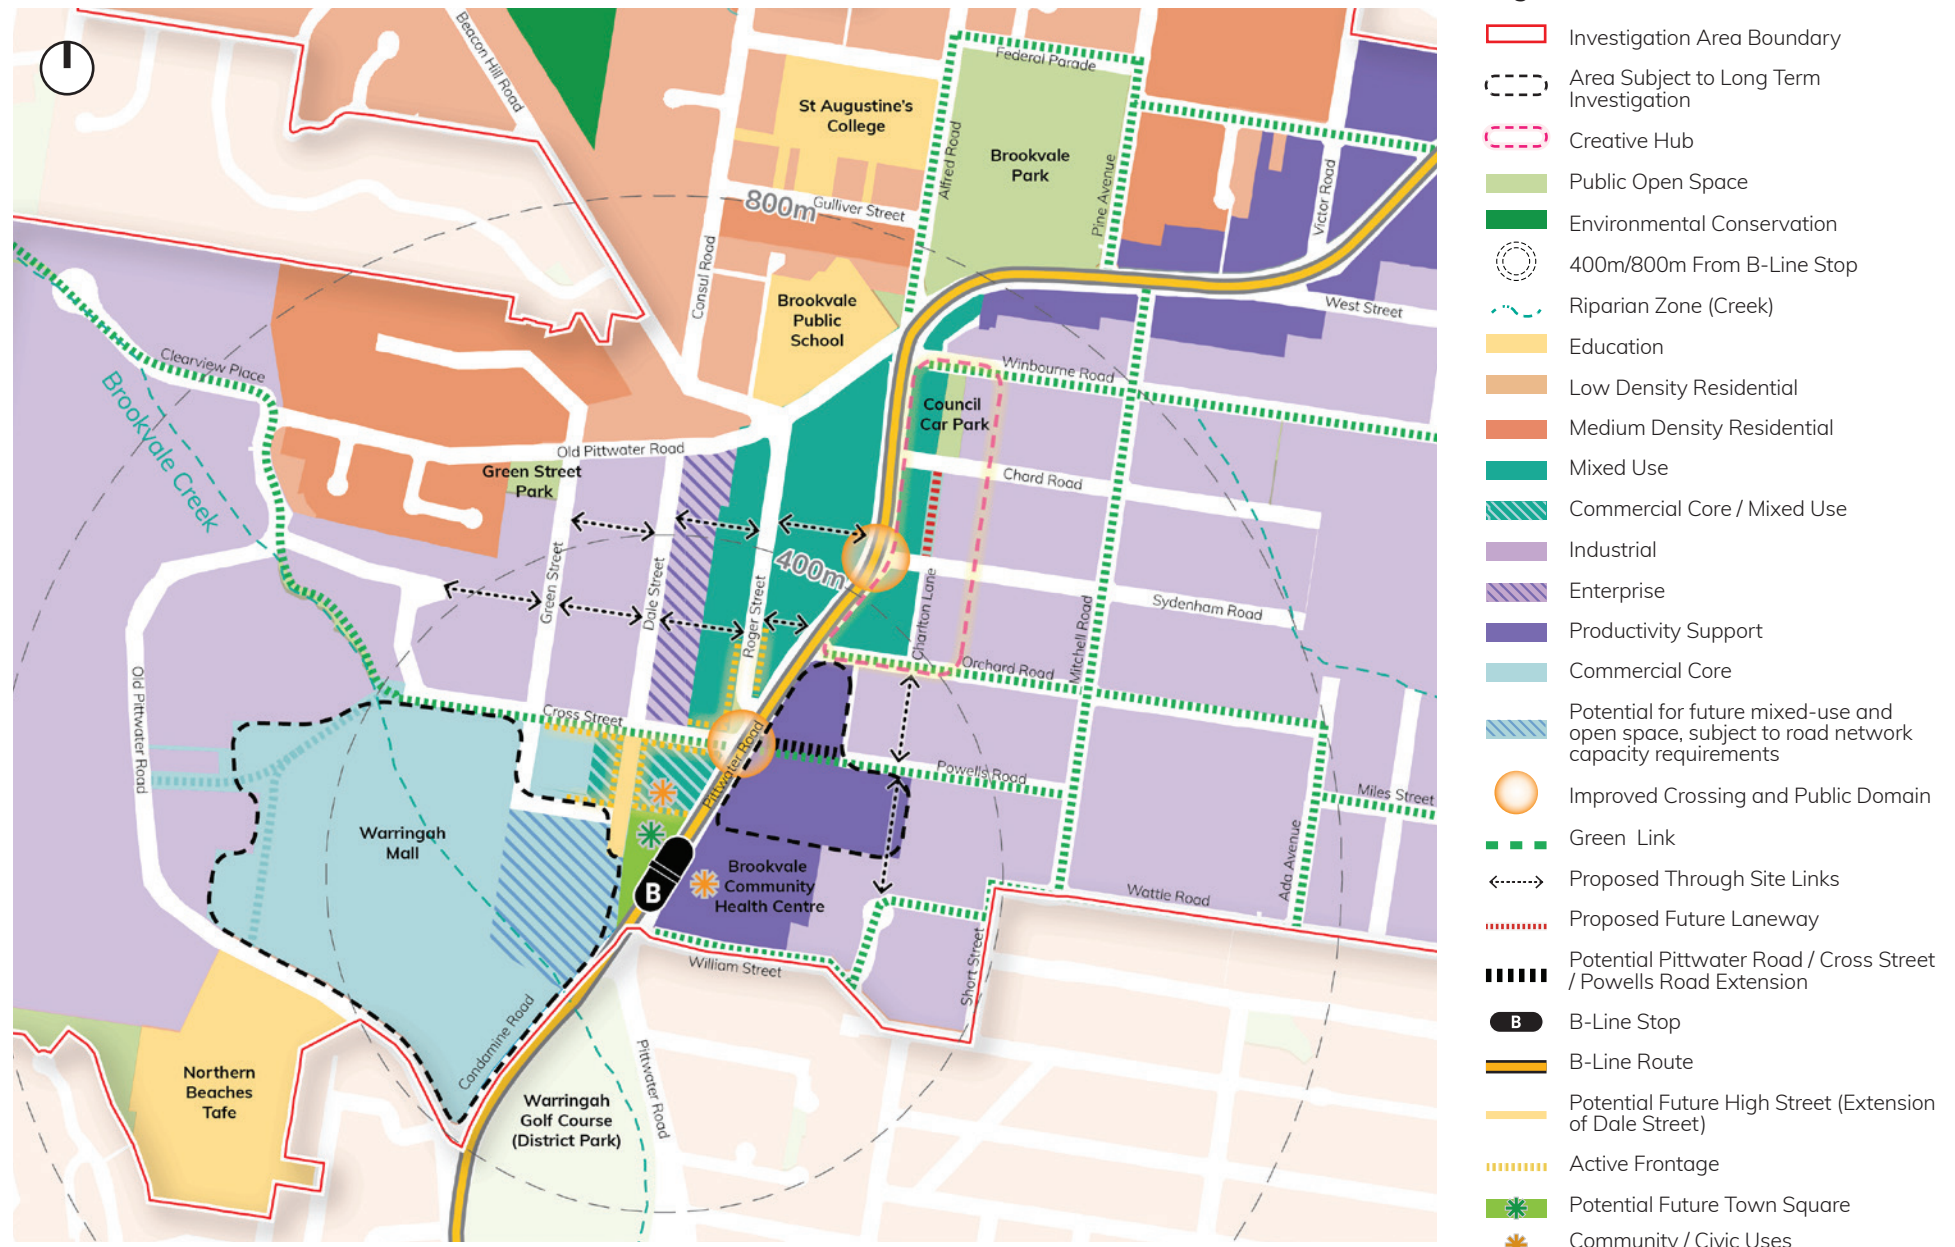 Beacon Hill Road
Federal Parade
St Augustine's
College
Alfred Road
Brookvale
Park
Pine Avenue
Victor Road
800m
Gulliver Street
Consul Road
Brookvale
Public
School
West Street
Clearview Place
Winbourne Road
Brookvale Creek
Council
Car Park
Old Pittwater Road
Green Street
Park
Chard Road
400m
Green Street
Dale Street
Roger Street
Charlton Lane
Sydenham Road
Mitchell Road
Orchard Road
Old Pittwater Road
Cross Street
Pittwater Road
Powells Road
Miles Street
Warringah
Mall
Brookvale
Community
Health Centre
B
Ada Avenue
Wattle Road
William Street
Short Street
Condamine Road
Pittwater Road
Northern
Beaches
Tafe
Warringah
Golf Course
(District Park)
Investigation Area Boundary
Area Subject to Long Term
Investigation
Creative Hub
Public Open Space
Environmental Conservation
400m/800m From B-Line Stop
Riparian Zone (Creek)
Education
Low Density Residential
Medium Density Residential
Mixed Use
Commercial Core / Mixed Use
Industrial
Enterprise
Productivity Support
Commercial Core
Potential for future mixed-use and
open space, subject to road network
capacity requirements
Improved Crossing and Public Domain
Green Link
Proposed Through Site Links
Proposed Future Laneway
Potential Pittwater Road / Cross Street
/ Powells Road Extension
B
B-Line Stop
B-Line Route
Potential Future High Street (Extension
of Dale Street)
Active Frontage
Potential Future Town Square
Community / Civic Uses